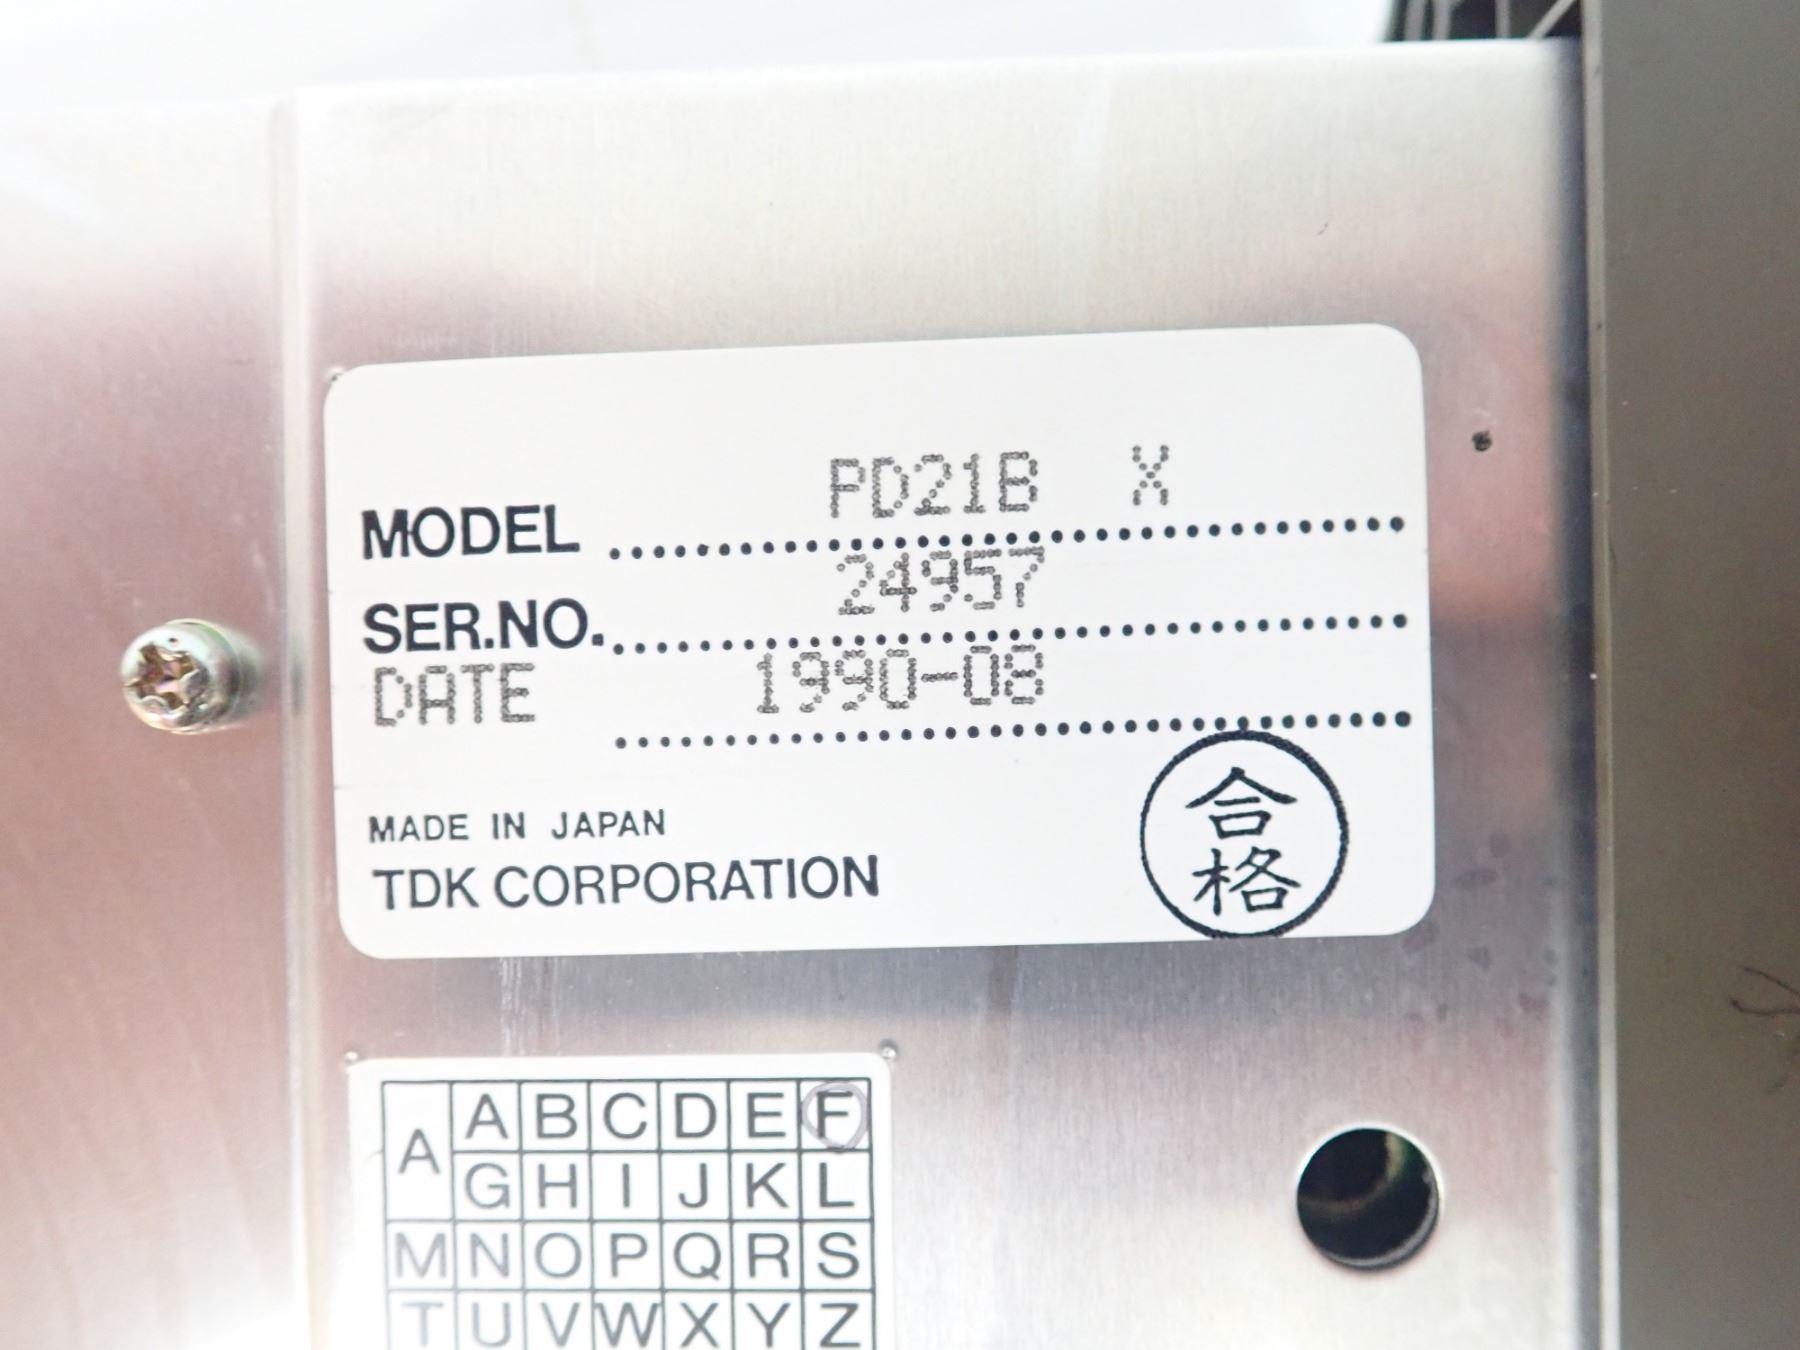 MODEL PD21B X
SER.NO. 24957
DATE 1990-08
MADE IN JAPAN
TDK CORPORATION
合格
A A B C D E F
G H I J K L
M N O P Q R S
T U V W X Y Z